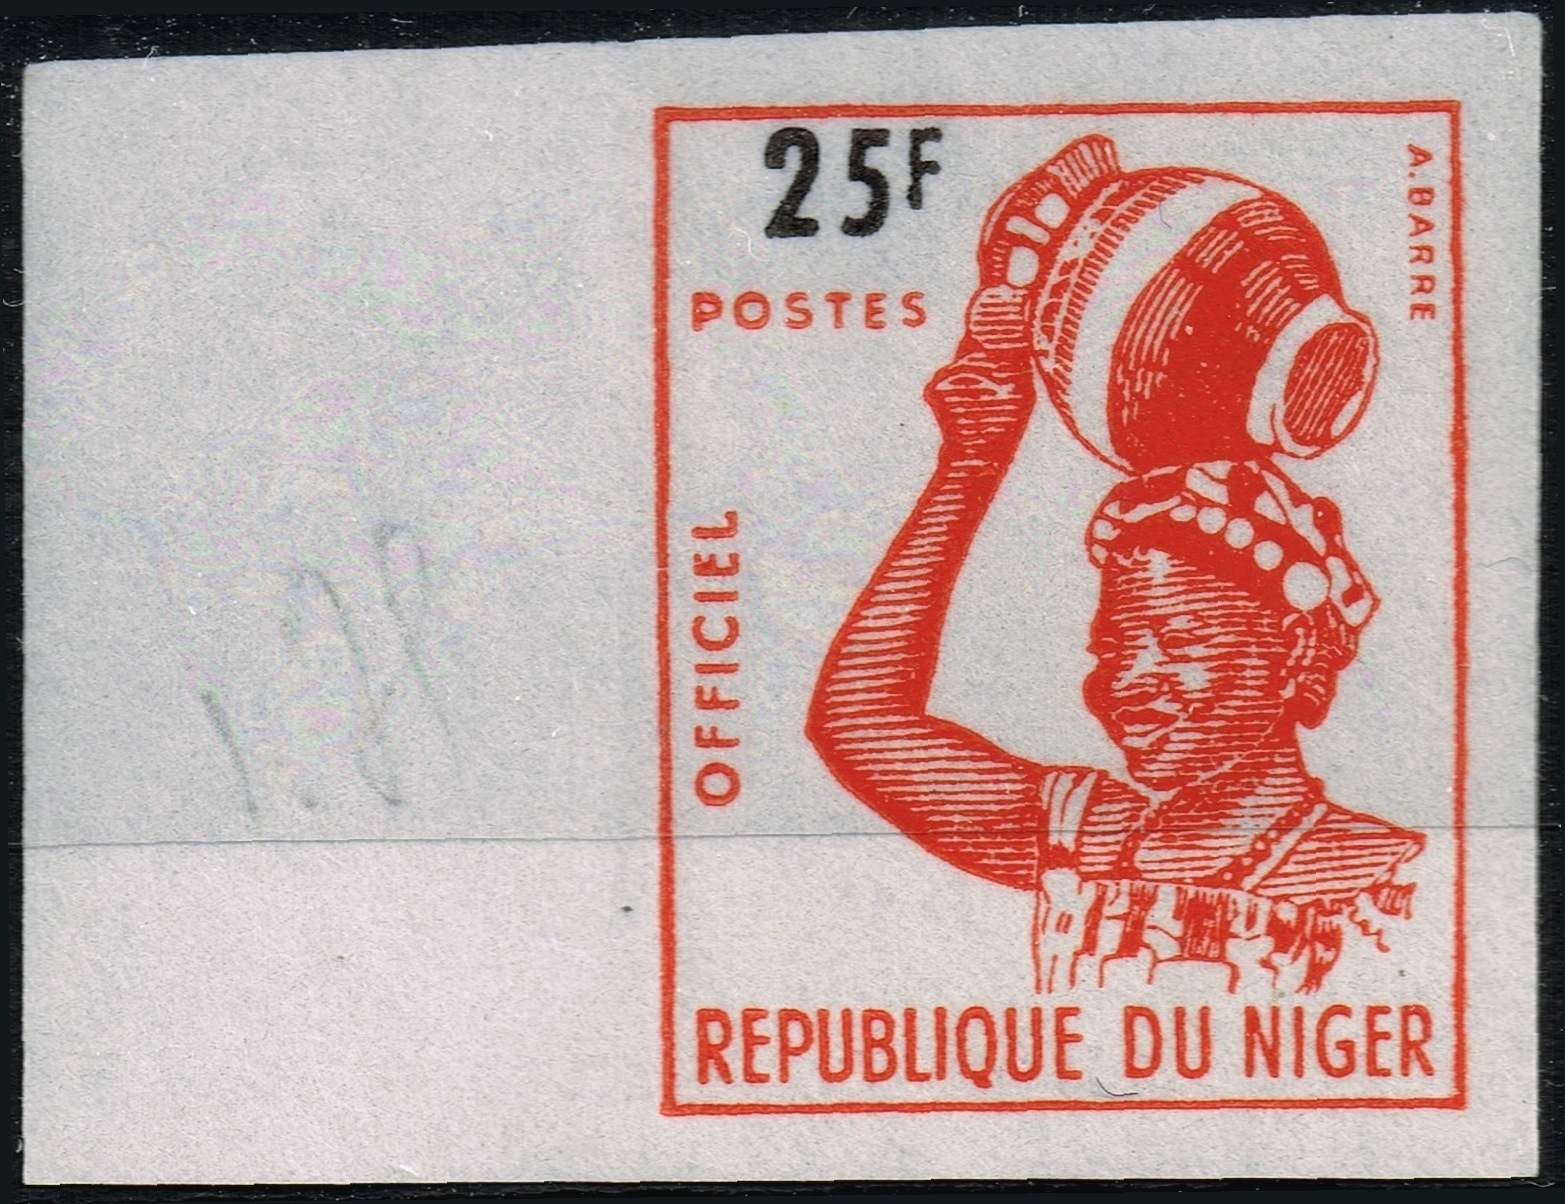 25F
A. BARRE
POSTES
OFFICIEL
REPUBLIQUE DU NIGER